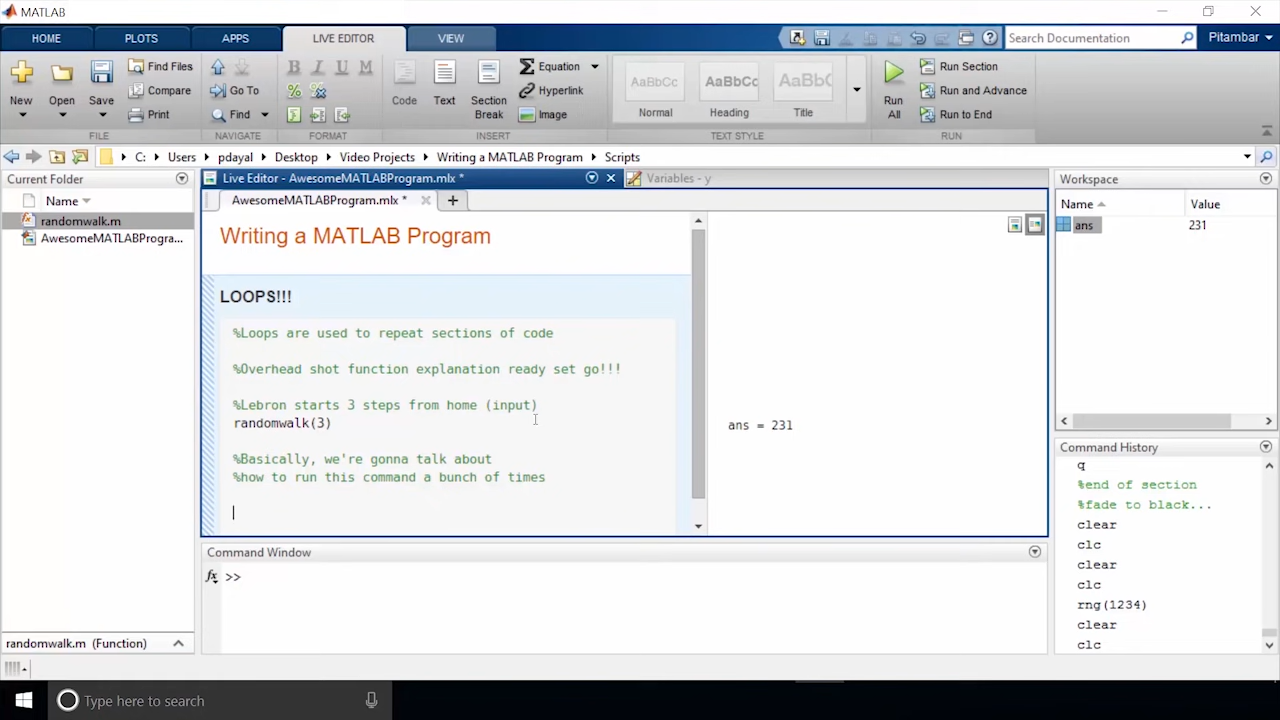 MATLAB
HOME PLOTS APPS LIVE EDITOR VIEW Search Documentation Pitambar
New Open Save Find Files Compare Print
FILE
Go To Find
NAVIGATE
B I U M
FORMAT
Code Text Section Break Equation Hyperlink Image
INSERT
AaBbCc AaBbCc AaBbC
Normal Heading Title
TEXT STYLE
Run All Run Section Run and Advance Run to End
RUN
C: Users pdayal Desktop Video Projects Writing a MATLAB Program Scripts
Current Folder
Name
randomwalk.m
AwesomeMATLABProgra...
randomwalk.m (Function)
Live Editor - AwesomeMATLABProgram.mlx *
Variables - y
AwesomeMATLABProgram.mlx *
Writing a MATLAB Program
LOOPS!!!
%Loops are used to repeat sections of code
%Overhead shot function explanation ready set go!!!
%Lebron starts 3 steps from home (input)
randomwalk(3)
ans = 231
%Basically, we're gonna talk about
%how to run this command a bunch of times
Command Window
fx >>
Workspace
Name Value
ans 231
Command History
q
%end of section
%fade to black...
clear
clc
clear
clc
rng(1234)
clear
clc
Type here to search